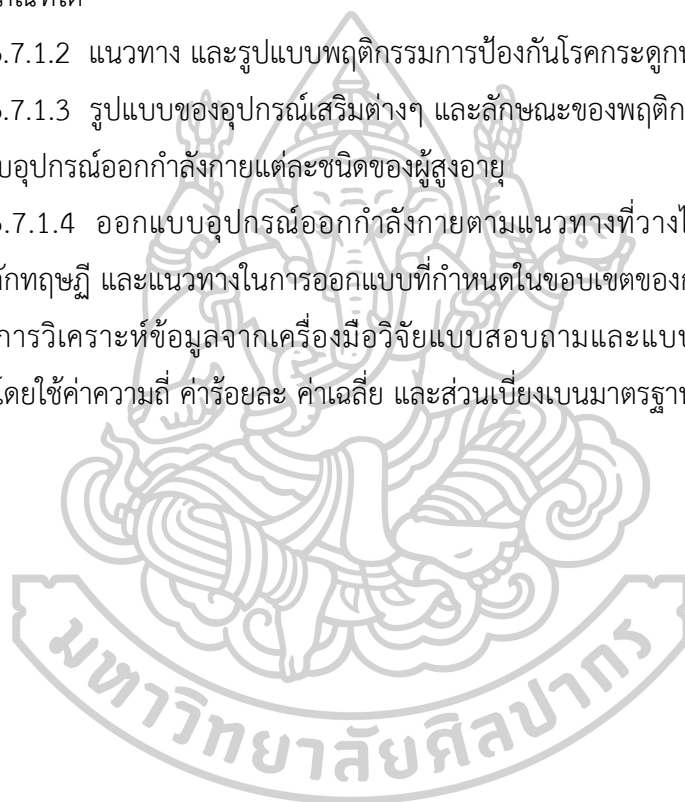 .7.1.2 แนวทาง และรูปแบบพฤติกรรมการป้องกันโรคกระดูก
.7.1.3 รูปแบบของอุปกรณ์เสริมต่างๆ และลักษณะของพฤติก
บอุปกรณ์ออกกำลังกายแต่ละชนิดของผู้สูงอายุ
.7.1.4 ออกแบบอุปกรณ์ออกกำลังกายตามแนวทางที่วางไ
ักทฤษฎี และแนวทางในการออกแบบที่กำหนดในขอบเขตของก
การวิเคราะห์ข้อมูลจากเครื่องมือวิจัยแบบสอบถามและแบบ
โดยใช้ค่าความถี่ ค่าร้อยละ ค่าเฉลี่ย และส่วนเบี่ยงเบนมาตรฐาน
มหาวิทยาลัยศิลปากร